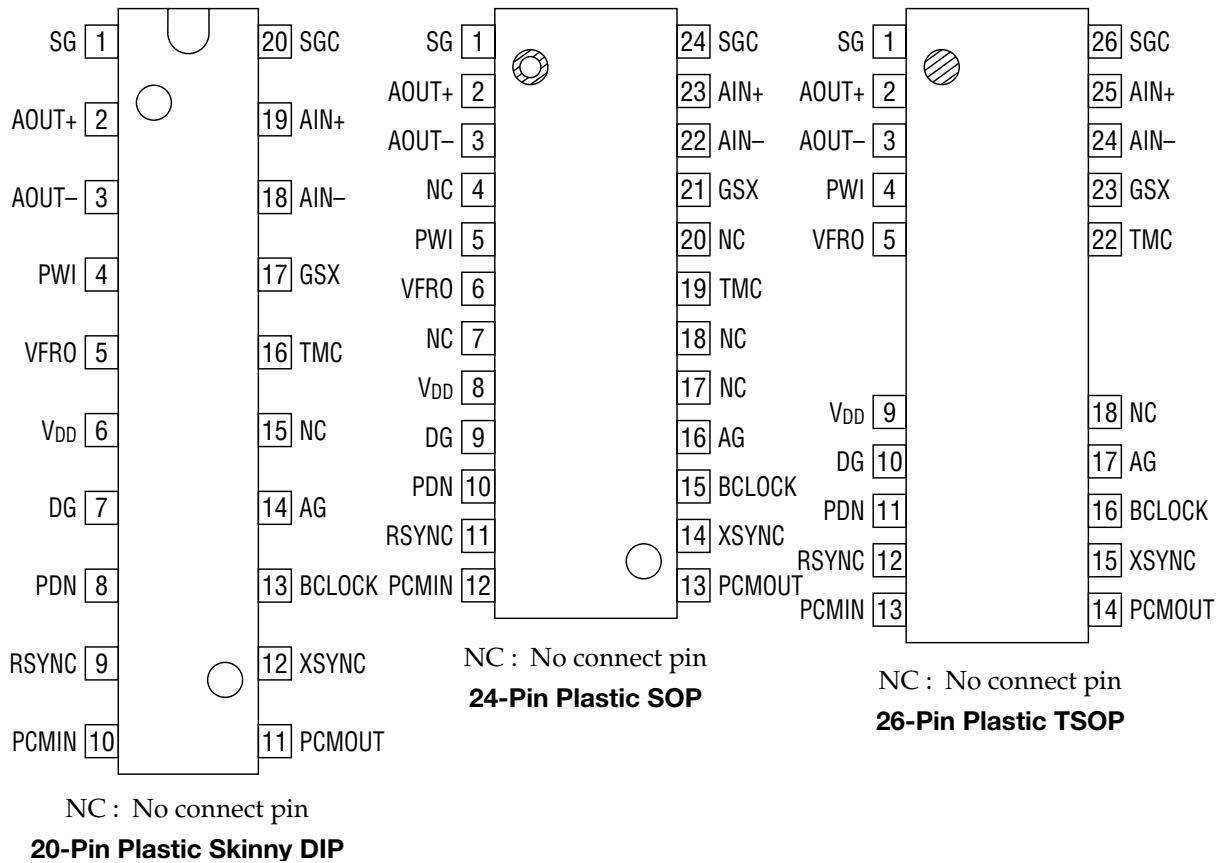 SG 1
AOUT+ 2
AOUT– 3
PWI 4
VFRO 5
VDD 6
DG 7
PDN 8
RSYNC 9
PCMIN 10
20 SGC
19 AIN+
18 AIN–
17 GSX
16 TMC
15 NC
14 AG
13 BCLOCK
12 XSYNC
11 PCMOUT
NC : No connect pin
20-Pin Plastic Skinny DIP
SG 1
AOUT+ 2
AOUT– 3
NC 4
PWI 5
VFRO 6
NC 7
VDD 8
DG 9
PDN 10
RSYNC 11
PCMIN 12
24 SGC
23 AIN+
22 AIN–
21 GSX
20 NC
19 TMC
18 NC
17 NC
16 AG
15 BCLOCK
14 XSYNC
13 PCMOUT
NC : No connect pin
24-Pin Plastic SOP
SG 1
AOUT+ 2
AOUT– 3
PWI 4
VFRO 5
VDD 9
DG 10
PDN 11
RSYNC 12
PCMIN 13
26 SGC
25 AIN+
24 AIN–
23 GSX
22 TMC
18 NC
17 AG
16 BCLOCK
15 XSYNC
14 PCMOUT
NC : No connect pin
26-Pin Plastic TSOP